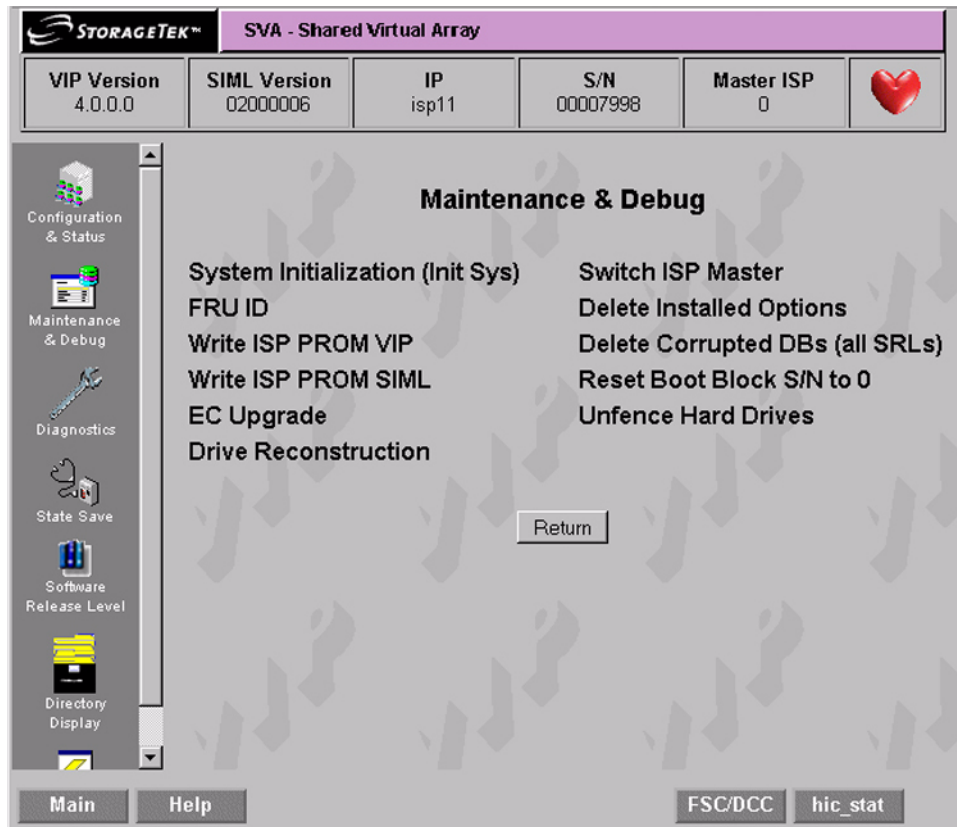 STORAGETEK™
SVA - Shared Virtual Array
VIP Version
4.0.0.0
SIML Version
02000006
IP
isp11
S/N
00007998
Master ISP
0
Configuration
& Status
Maintenance
& Debug
Diagnostics
State Save
Software
Release Level
Directory
Display
Maintenance & Debug
System Initialization (Init Sys)
FRU ID
Write ISP PROM VIP
Write ISP PROM SIML
EC Upgrade
Drive Reconstruction
Switch ISP Master
Delete Installed Options
Delete Corrupted DBs (all SRLs)
Reset Boot Block S/N to 0
Unfence Hard Drives
Return
Main
Help
FSC/DCC
hic_stat